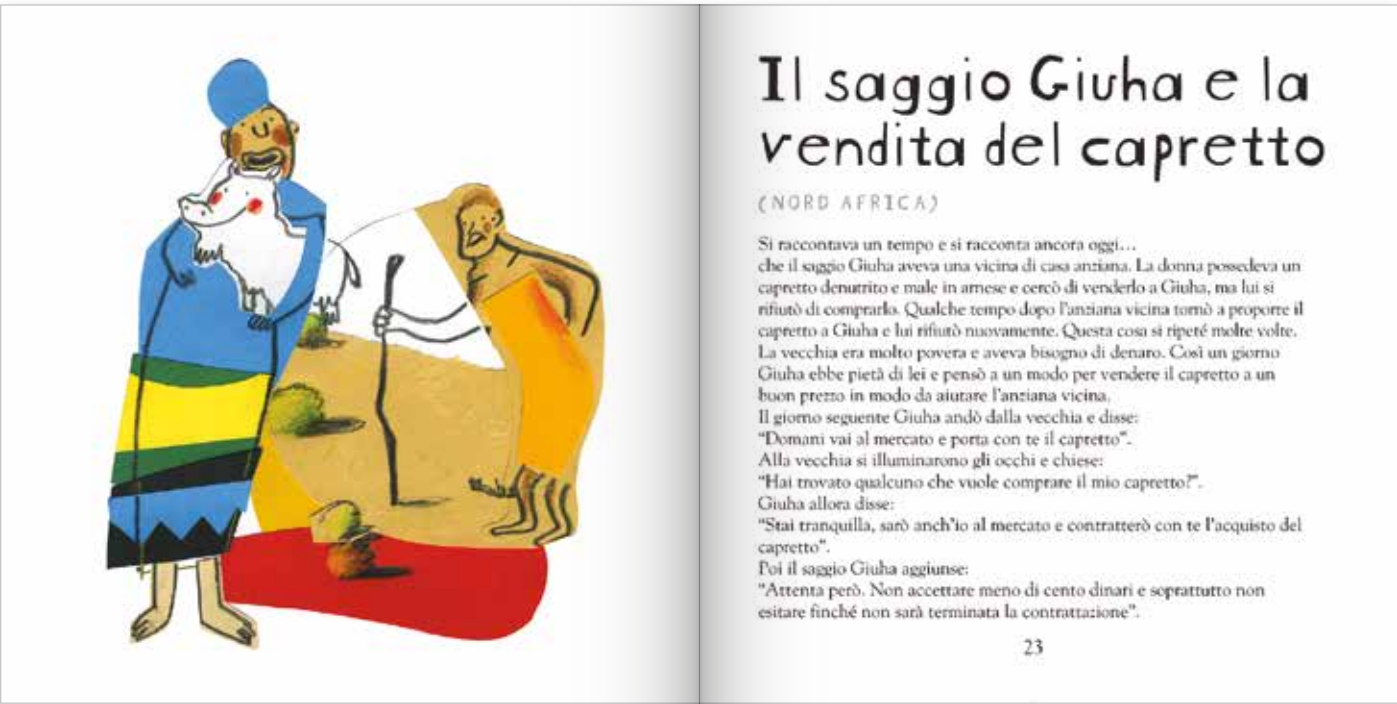 Il saggio Giuha e la
vendita del capretto
(NORD AFRICA)
Si raccontava un tempo e si racconta ancora oggi…
che il saggio Giuha aveva una vicina di casa anziana. La donna possedeva un
capretto denutrito e male in arnese e cercò di venderlo a Giuha, ma lui si
rifiutò di comprarlo. Qualche tempo dopo l'anziana vicina tornò a proporre il
capretto a Giuha e lui rifiutò nuovamente. Questa cosa si ripeté molte volte.
La vecchia era molto povera e aveva bisogno di denaro. Così un giorno
Giuha ebbe pietà di lei e pensò a un modo per vendere il capretto a un
buon prezzo in modo da aiutare l'anziana vicina.
Il giorno seguente Giuha andò dalla vecchia e disse:
"Domani vai al mercato e porta con te il capretto".
Alla vecchia si illuminarono gli occhi e chiese:
"Hai trovato qualcuno che vuole comprare il mio capretto?".
Giuha allora disse:
"Stai tranquilla, sarò anch'io al mercato e contratterò con te l'acquisto del
capretto".
Poi il saggio Giuha aggiunse:
"Attenta però. Non accettare meno di cento dinari e soprattutto non
esitare finché non sarà terminata la contrattazione".
23